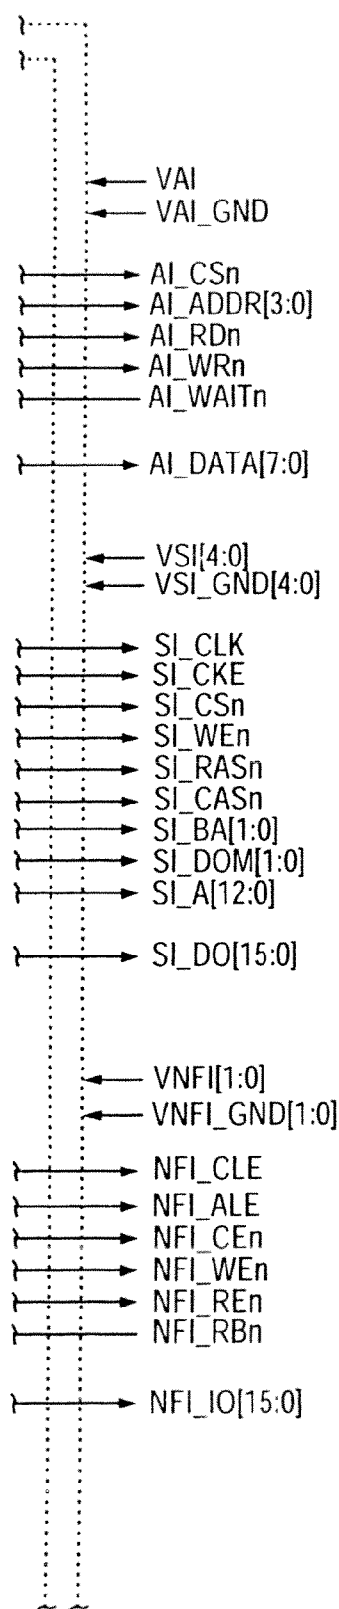 VAI
VAI_GND
AI_CSn
AI_ADDR[3:0]
AI_RDn
AI_WRn
AI_WAITn
AI_DATA[7:0]
VSI[4:0]
VSI_GND[4:0]
SI_CLK
SI_CKE
SI_CSn
SI_WEn
SI_RASn
SI_CASn
SI_BA[1:0]
SI_DOM[1:0]
SI_A[12:0]
SI_DO[15:0]
VNFI[1:0]
VNFI_GND[1:0]
NFI_CLE
NFI_ALE
NFI_CEn
NFI_WEn
NFI_REn
NFI_RBn
NFI_IO[15:0]